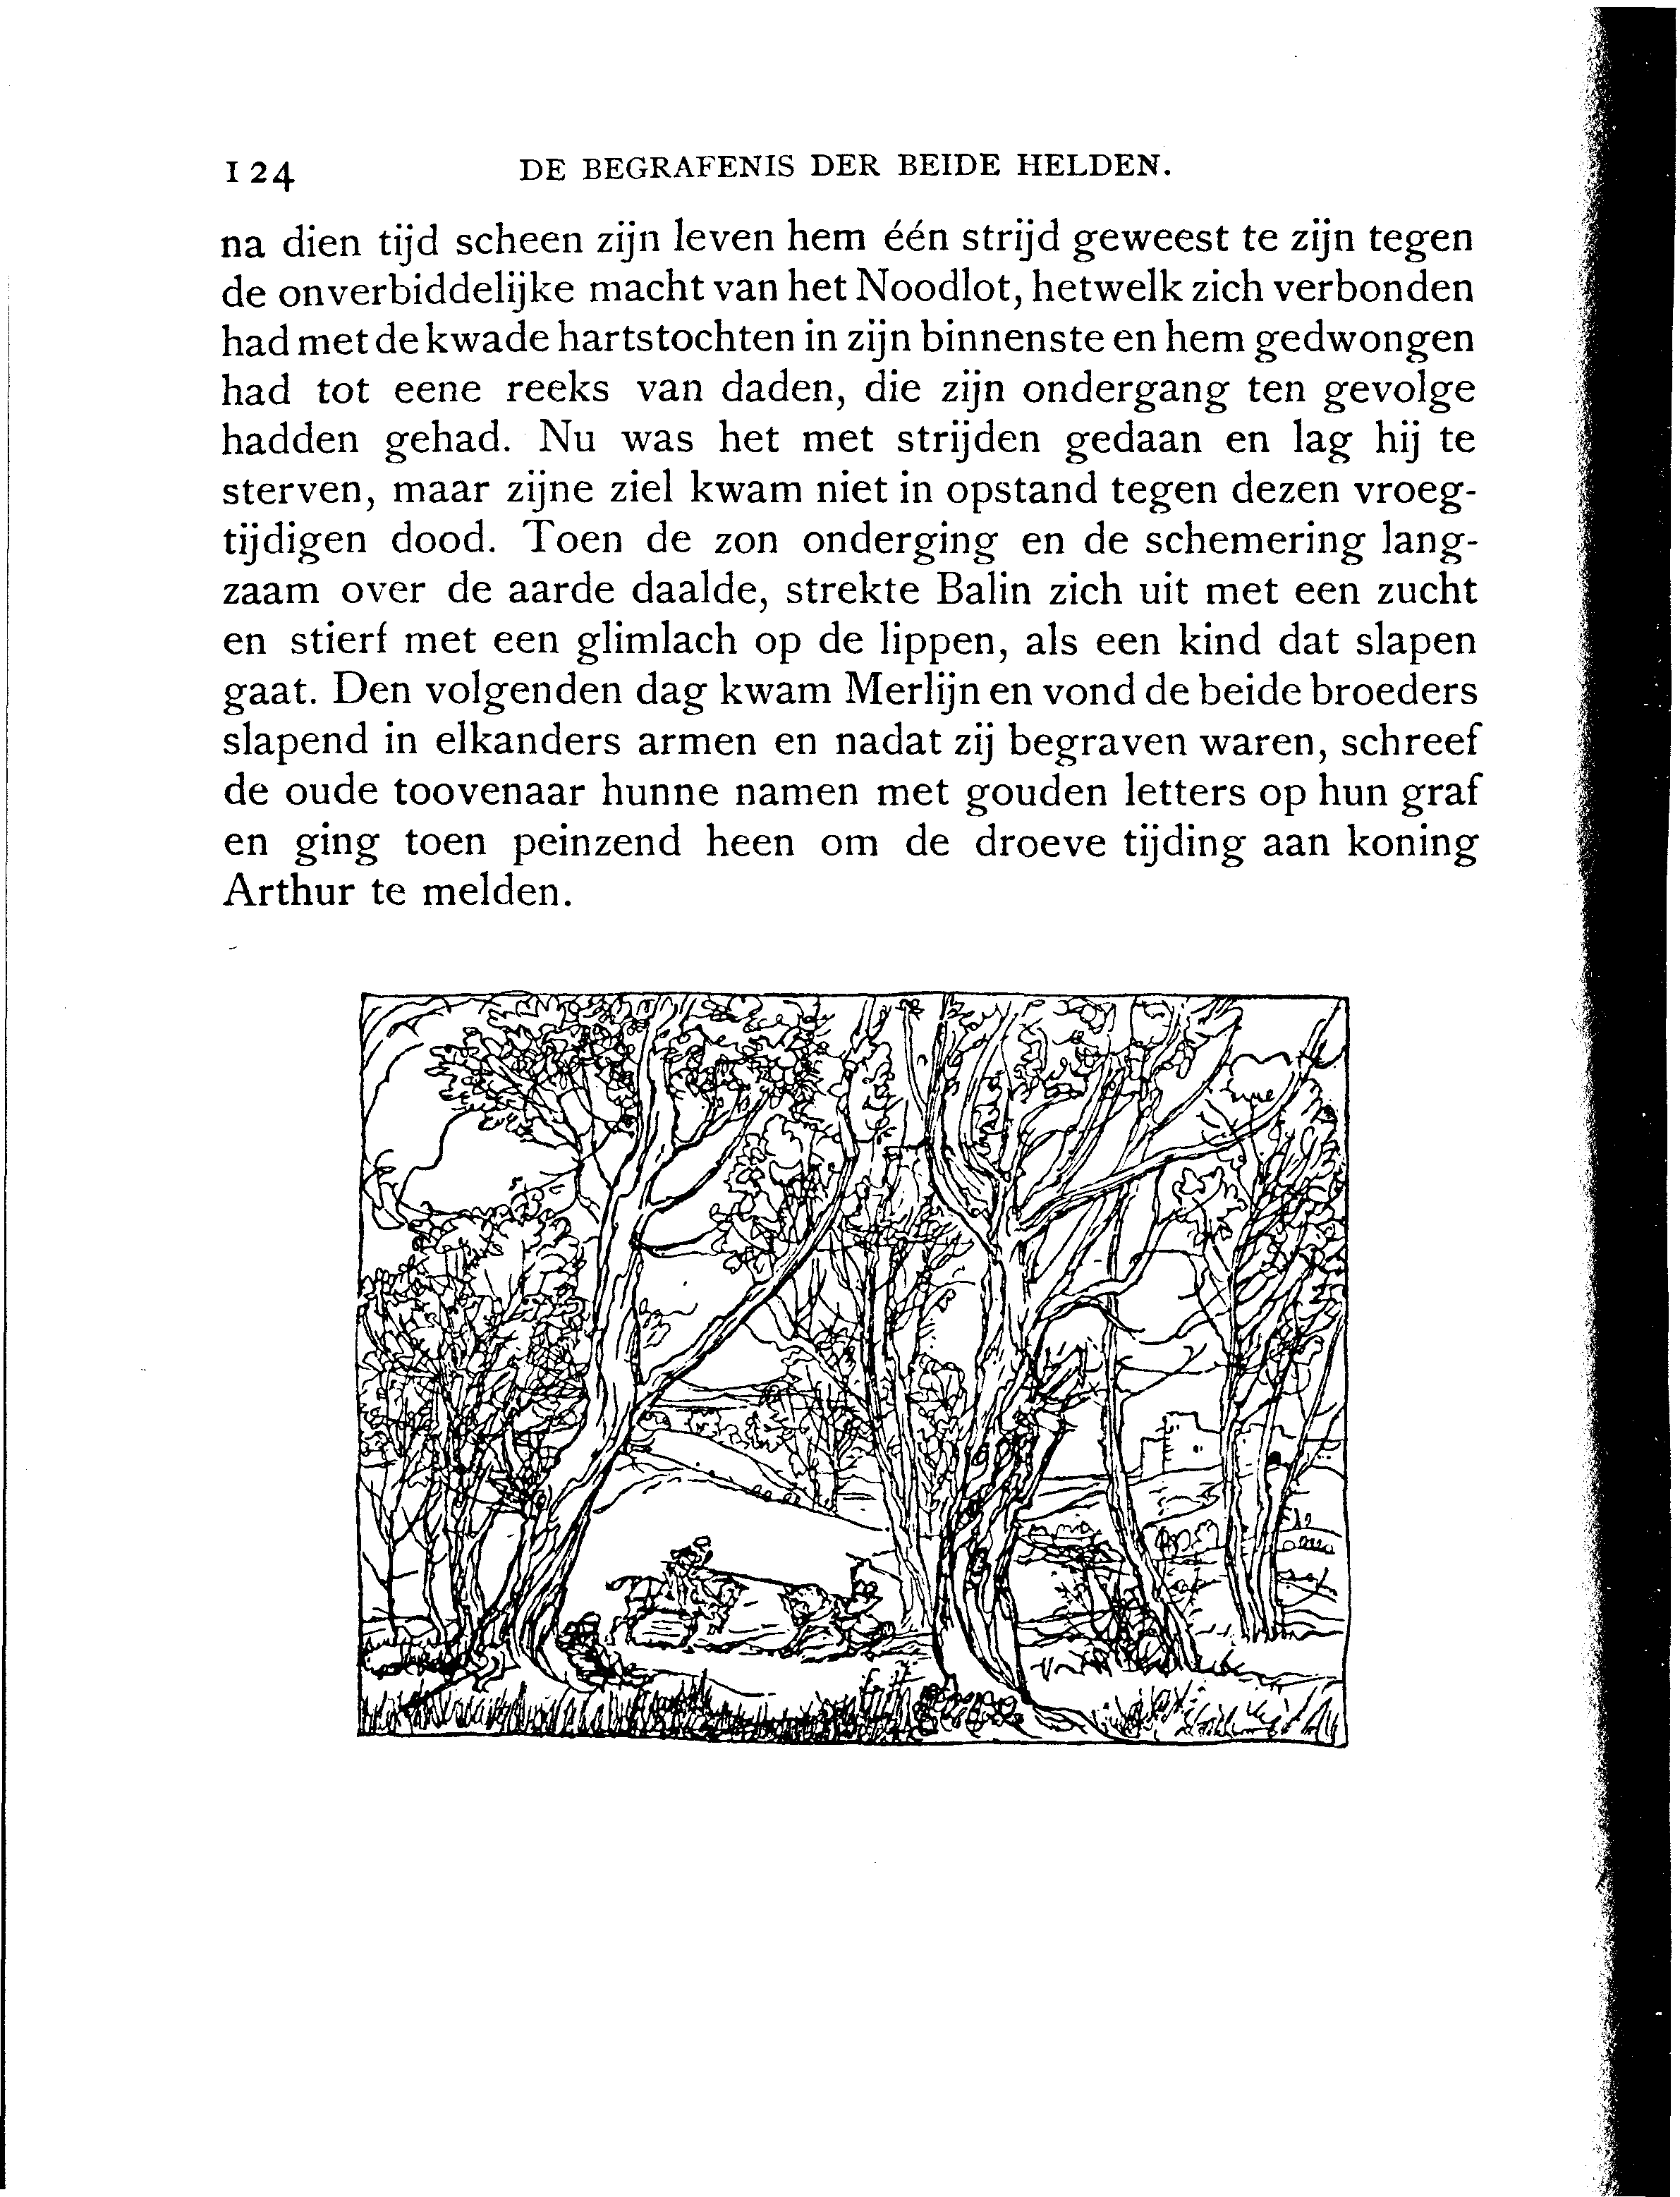 124 DE BEGRAFENIS DER BEIDE HELDEN.
na dien tijd scheen zijn leven hem één strijd geweest te zijn tegen
de onverbiddelijke macht van het Noodlot, hetwelk zich verbonden
had met de kwade hartstochten in zijn binnenste en hem gedwongen
had tot eene reeks van daden, die zijn ondergang ten gevolge
hadden gehad. Nu was het met strijden gedaan en lag hij te
sterven, maar zijne ziel kwam niet in opstand tegen dezen vroeg-
tijdigen dood. Toen de zon onderging en de schemering lang-
zaam over de aarde daalde, strekte Balin zich uit met een zucht
en stierf met een glimlach op de lippen, als een kind dat slapen
gaat. Den volgenden dag kwam Merlijn en vond de beide broeders
slapend in elkanders armen en nadat zij begraven waren, schreef
de oude toovenaar hunne namen met gouden letters op hun graf
en ging toen peinzend heen om de droeve tijding aan koning
Arthur te melden.